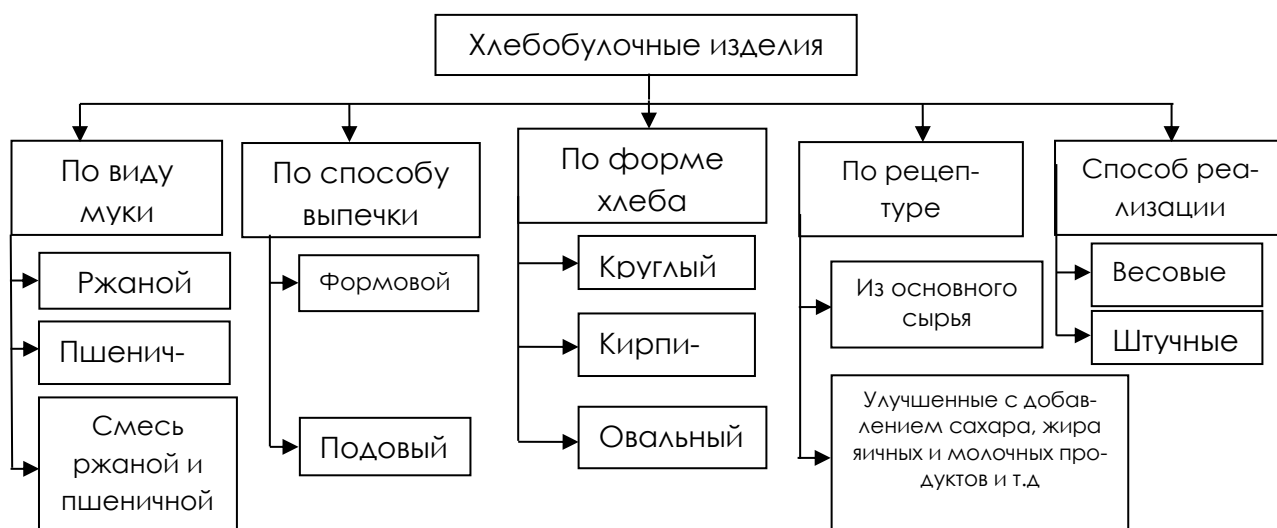 Хлебобулочные изделия
По виду
муки
Ржаной
Пшенич-
Смесь
ржаной и
пшеничной
По способу
выпечки
Формовой
Подовый
По форме
хлеба
Круглый
Кирпи-
Овальный
По рецеп-
туре
Из основного
сырья
Улучшенные с добав-
лением сахара, жира
яичных и молочных про-
дуктов и т.д
Способ реа-
лизации
Весовые
Штучные